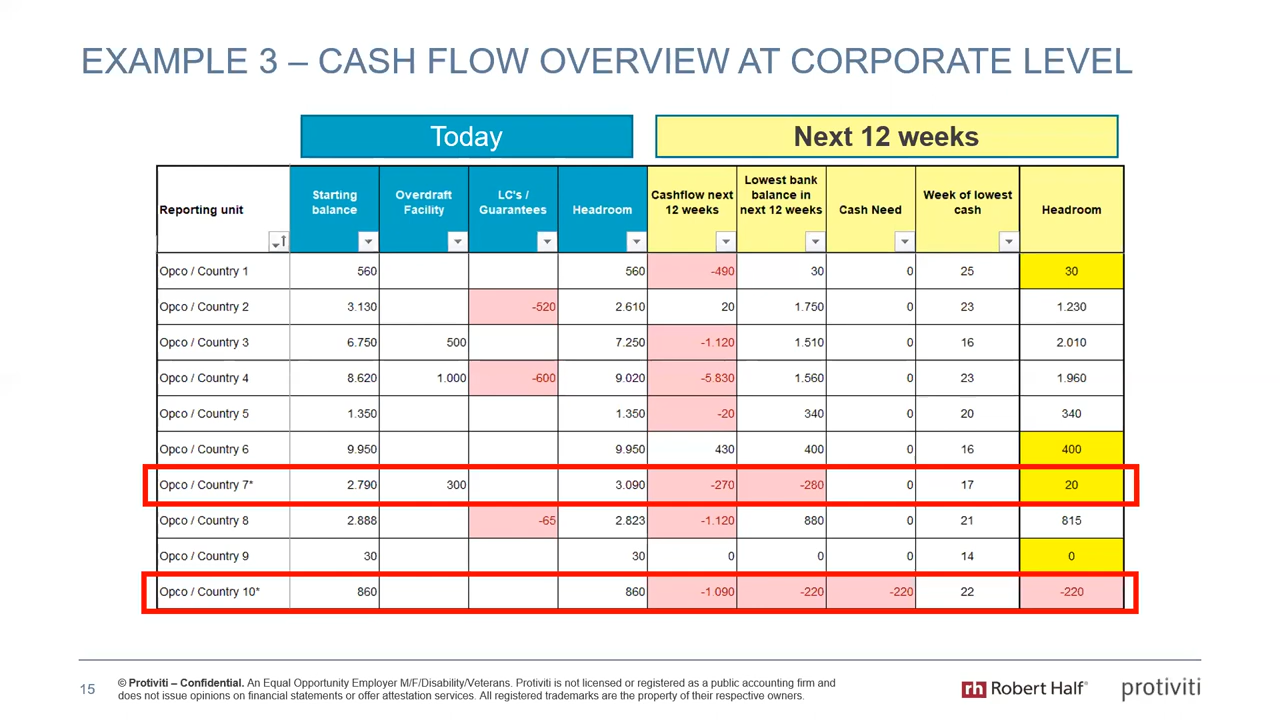 EXAMPLE 3 – CASH FLOW OVERVIEW AT CORPORATE LEVEL
Today
Next 12 weeks
Reporting unit
Starting balance
Overdraft Facility
LC's / Guarantees
Headroom
Cashflow next 12 weeks
Lowest bank balance in next 12 weeks
Cash Need
Week of lowest cash
Headroom
Opco / Country 1 560 560 -490 30 0 25 30
Opco / Country 2 3.130 -520 2.610 20 1.750 0 23 1.230
Opco / Country 3 6.750 500 7.250 -1.120 1.510 0 16 2.010
Opco / Country 4 8.620 1.000 -600 9.020 -5.830 1.560 0 23 1.960
Opco / Country 5 1.350 1.350 -20 340 0 20 340
Opco / Country 6 9.950 9.950 430 400 0 16 400
Opco / Country 7* 2.790 300 3.090 -270 -280 0 17 20
Opco / Country 8 2.888 -65 2.823 -1.120 880 0 21 815
Opco / Country 9 30 30 0 0 0 14 0
Opco / Country 10* 860 860 -1.090 -220 -220 22 -220
15
© Protiviti – Confidential. An Equal Opportunity Employer M/F/Disability/Veterans. Protiviti is not licensed or registered as a public accounting firm and
does not issue opinions on financial statements or offer attestation services. All registered trademarks are the property of their respective owners.
rh Robert Half®
protiviti